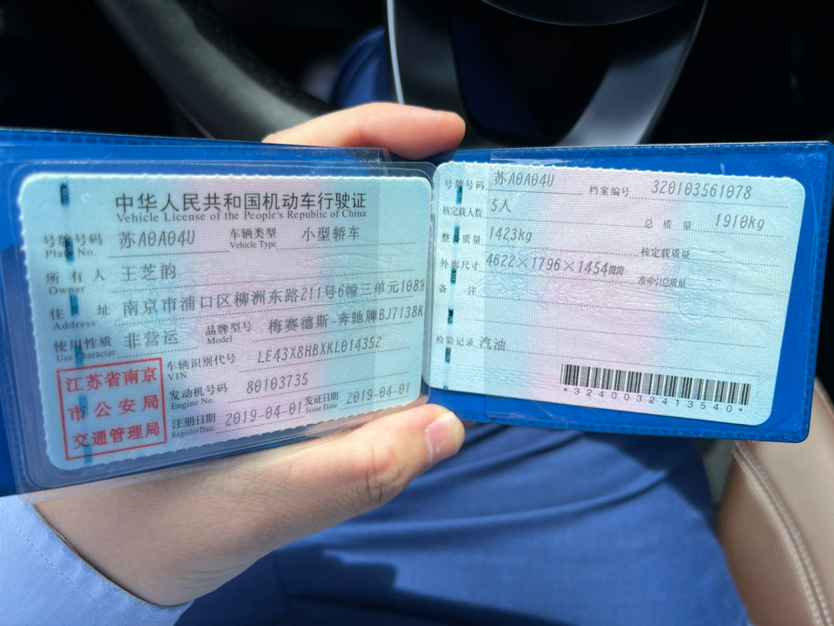 中华人民共和国机动车行驶证
Vehicle License of the People's Republic of China
号牌号码 苏A0A04U 车辆类型 小型轿车
Plate No. Vehicle Type
所有人 王芝韵
Owner
住址 南京市浦口区柳洲东路211号6幢三单元108
Address
使用性质 非营运 品牌型号 梅赛德斯-奔驰牌BJ7138K
Use Character Model
车辆识别代号 LE43X8HBXKL014352
VIN
发动机号码 80103735
Engine No.
注册日期 2019-04-01 发证日期 2019-04-01
Register Date Issue Date
江苏省南京
市公安局
交通管理局
号牌号码 苏A0A04U 档案编号 320103561078
核定载人数 5人 总质量 1910kg
整备质量 1423kg 核定载质量 --
外廓尺寸 4622×1796×1454mm 准牵引总质量 --
备注
检验记录 汽油
*3240032413540*